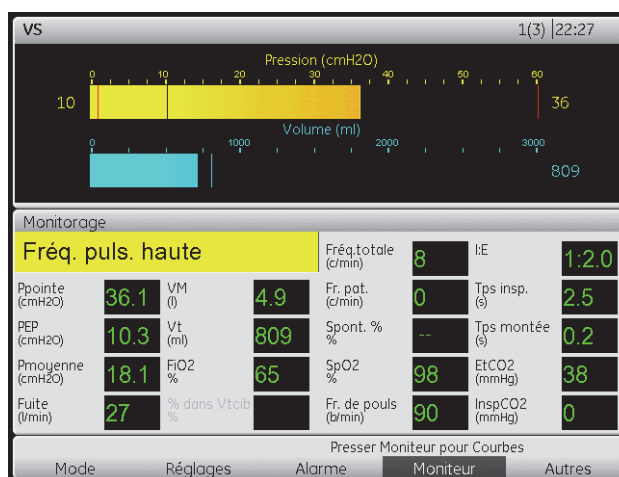 VS 1(3) 22:27
Pression (cmH2O)
0 10 20 30 40 50 60
10 36
Volume (ml)
0 1000 2000 3000
809
Monitorage
Fréq. puls. haute Fréq.totale (c/min) 8 I:E 1:2.0
Ppointe (cmH2O) 36.1 VM (l) 4.9 Fr. pat. (c/min) 0 Tps insp. (s) 2.5
PEP (cmH2O) 10.3 Vt (ml) 809 Spont. % % -- Tps montée (s) 0.2
Pmoyenne (cmH2O) 18.1 FiO2 % 65 SpO2 % 98 EtCO2 (mmHg) 38
Fuite (l/min) 27 % dans Vtcib % Fr. de pouls (b/min) 90 InspCO2 (mmHg) 0
Presser Moniteur pour Courbes
Mode Réglages Alarme Moniteur Autres